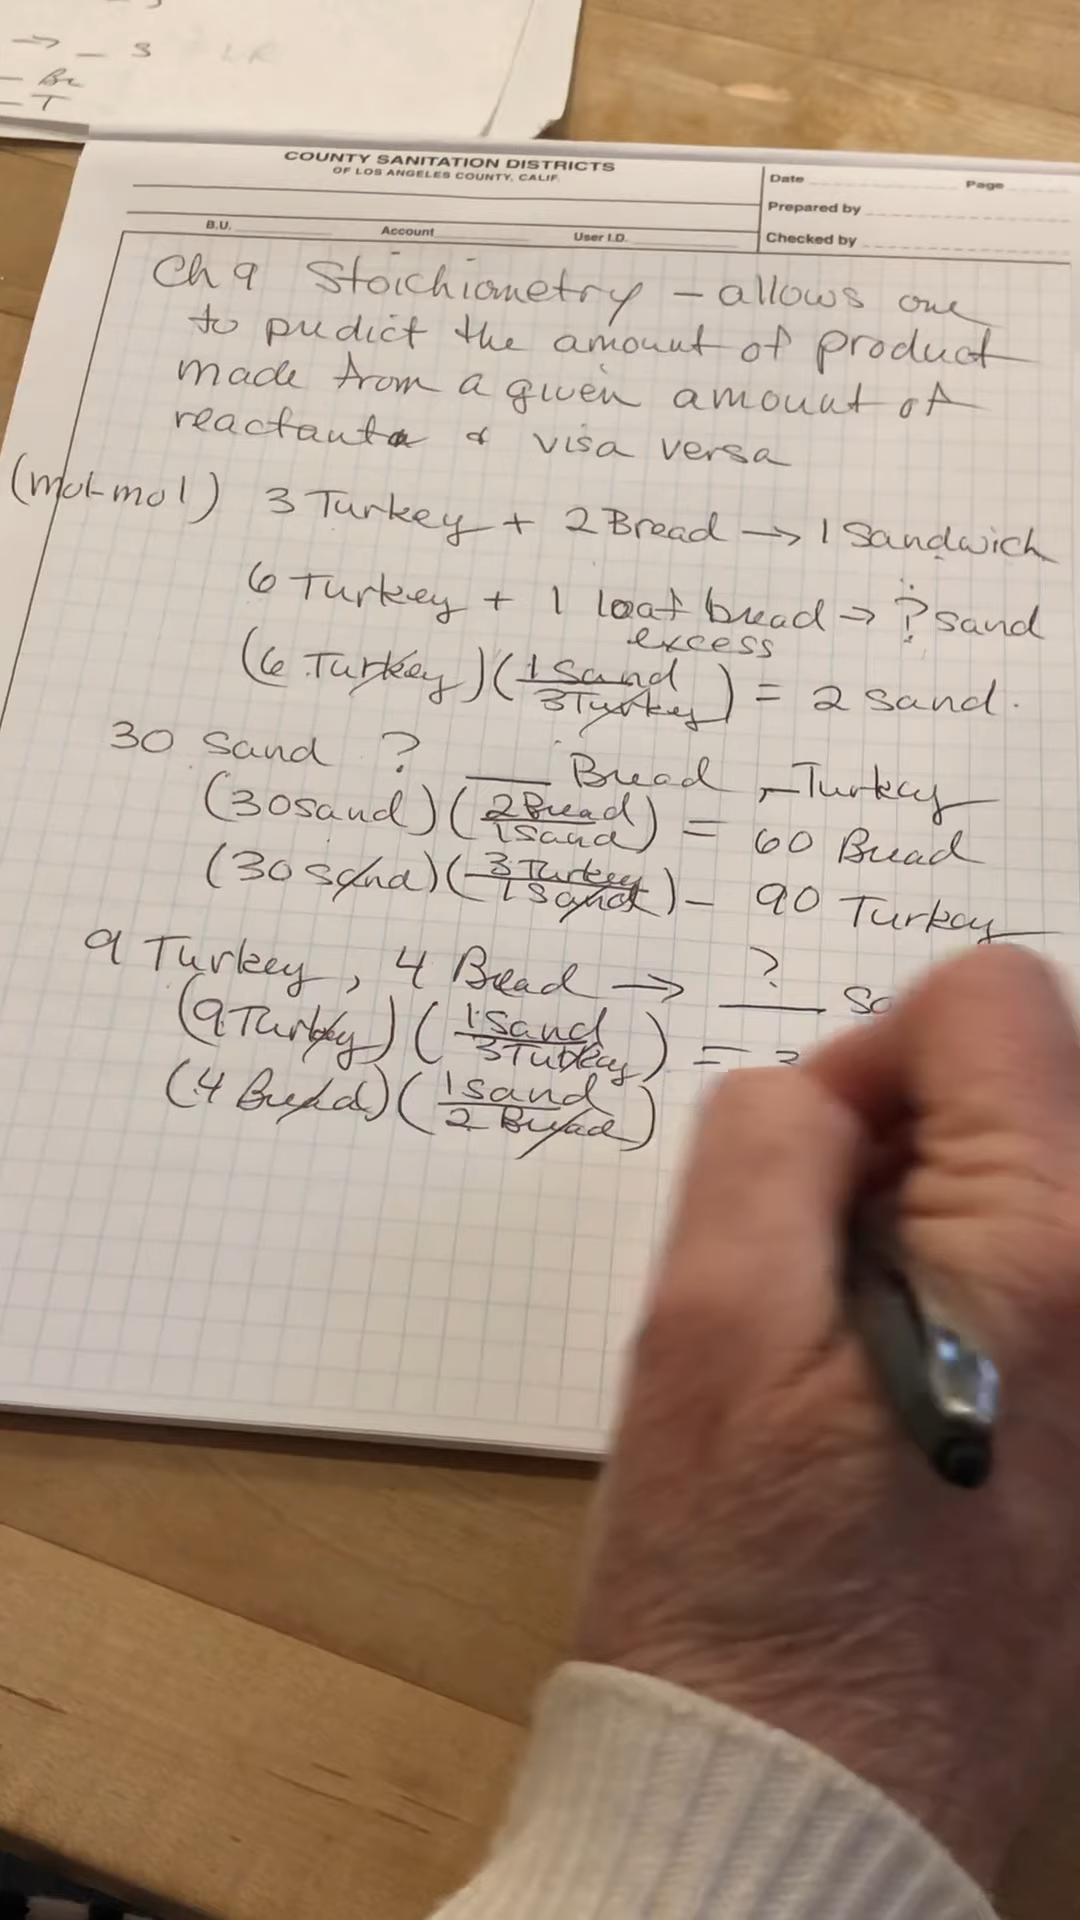 → _ S LR
_ Br
_ T
COUNTY SANITATION DISTRICTS
OF LOS ANGELES COUNTY, CALIF.
Date Page
Prepared by
B.U. Account User I.D. Checked by
Ch 9 Stoichiometry - allows one
to predict the amount of product
made from a given amount of
reactant & visa versa
(mol-mol) 3 Turkey + 2 Bread → 1 Sandwich
6 Turkey + 1 loaf bread → ? sand
excess
(6 Turkey)(1 Sand / 3 Turkey) = 2 sand.
30 sand ? ___ Bread, _ Turkey
(30 sand)(2 Bread / 1 sand) = 60 Bread
(30 sand)(3 Turkey / 1 Sand) - 90 Turkey
9 Turkey, 4 Bread → ? 
(9 Turkey)(1 Sand / 3 Turkey) =
(4 Bread)(1 sand / 2 Bread)